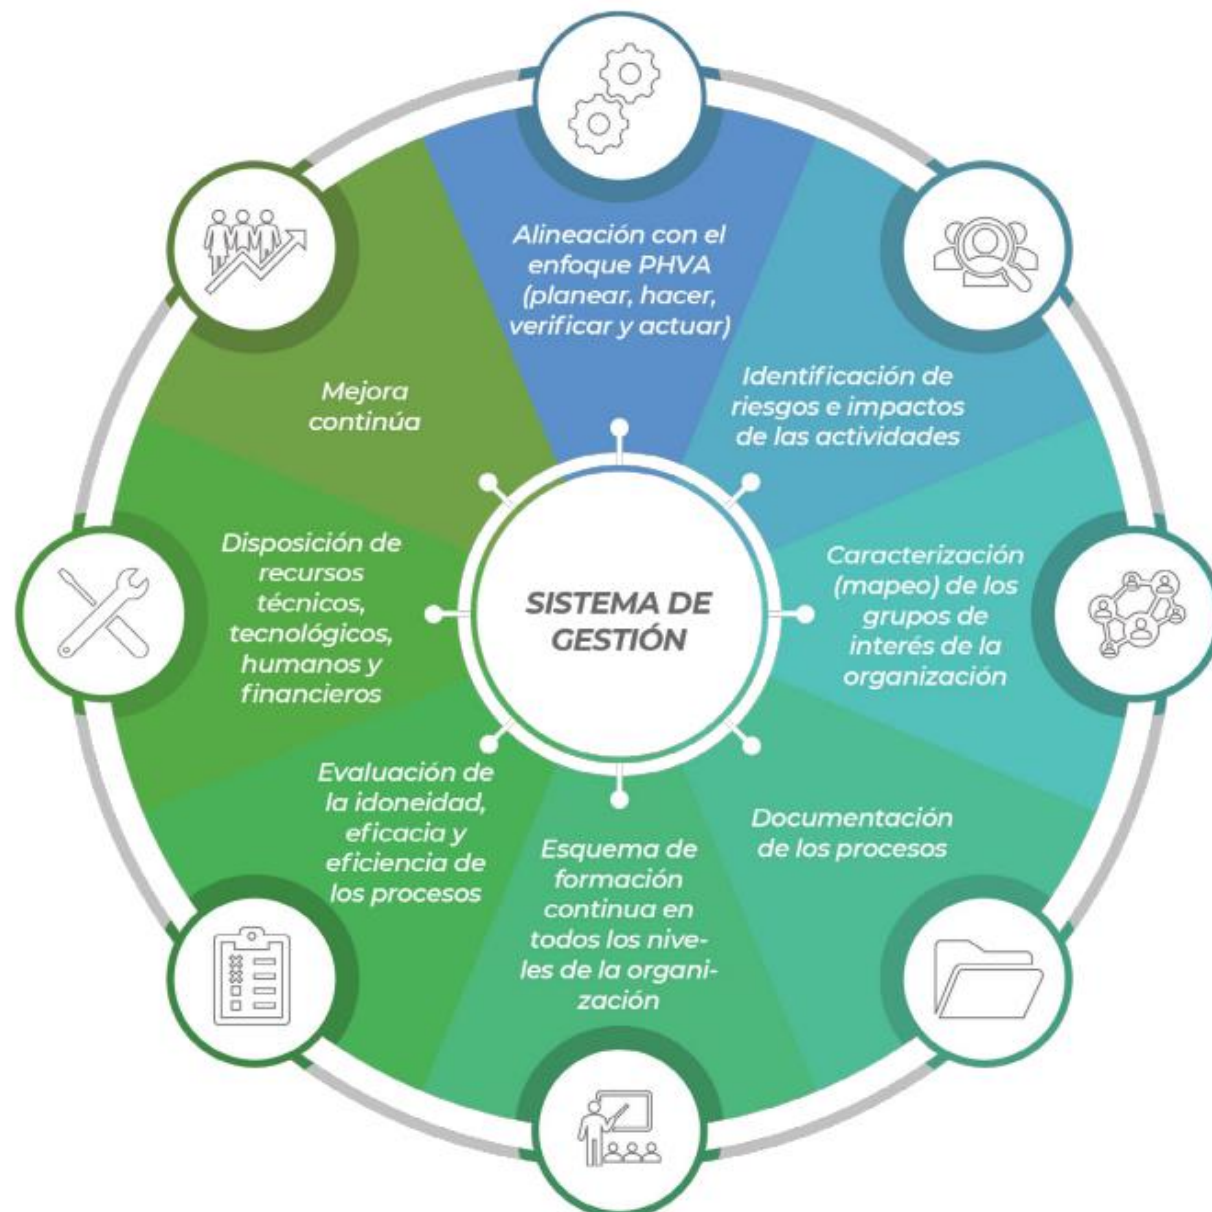 Alineación con el
enfoque PHVA
(planear, hacer,
verificar y actuar)
Identificación de
riesgos e impactos
de las actividades
Caracterización
(mapeo) de los
grupos de
interés de la
organización
Documentación
de los procesos
Esquema de
formación
continua en
todos los nive-
les de la organi-
zación
Evaluación de
la idoneidad,
eficacia y
eficiencia de
los procesos
Disposición de
recursos
técnicos,
tecnológicos,
humanos y
financieros
Mejora
continúa
SISTEMA DE
GESTIÓN